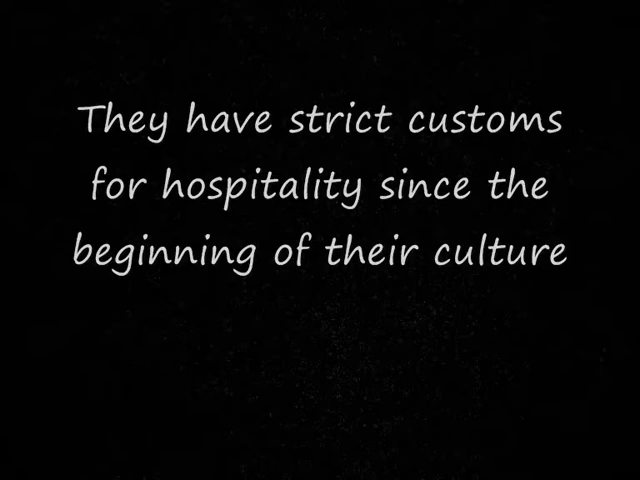 They have strict customs
for hospitality since the
beginning of their culture